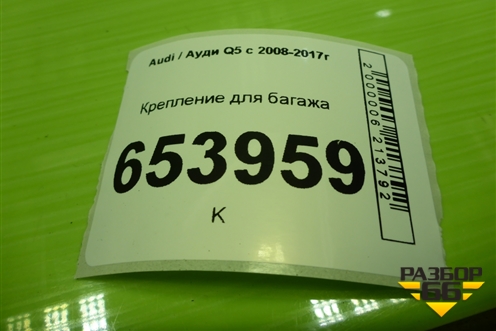 Audi / Ауди Q5 с 2008-2017г
Крепление для багажа
653959
К
2000006213792
РАЗБОР
66